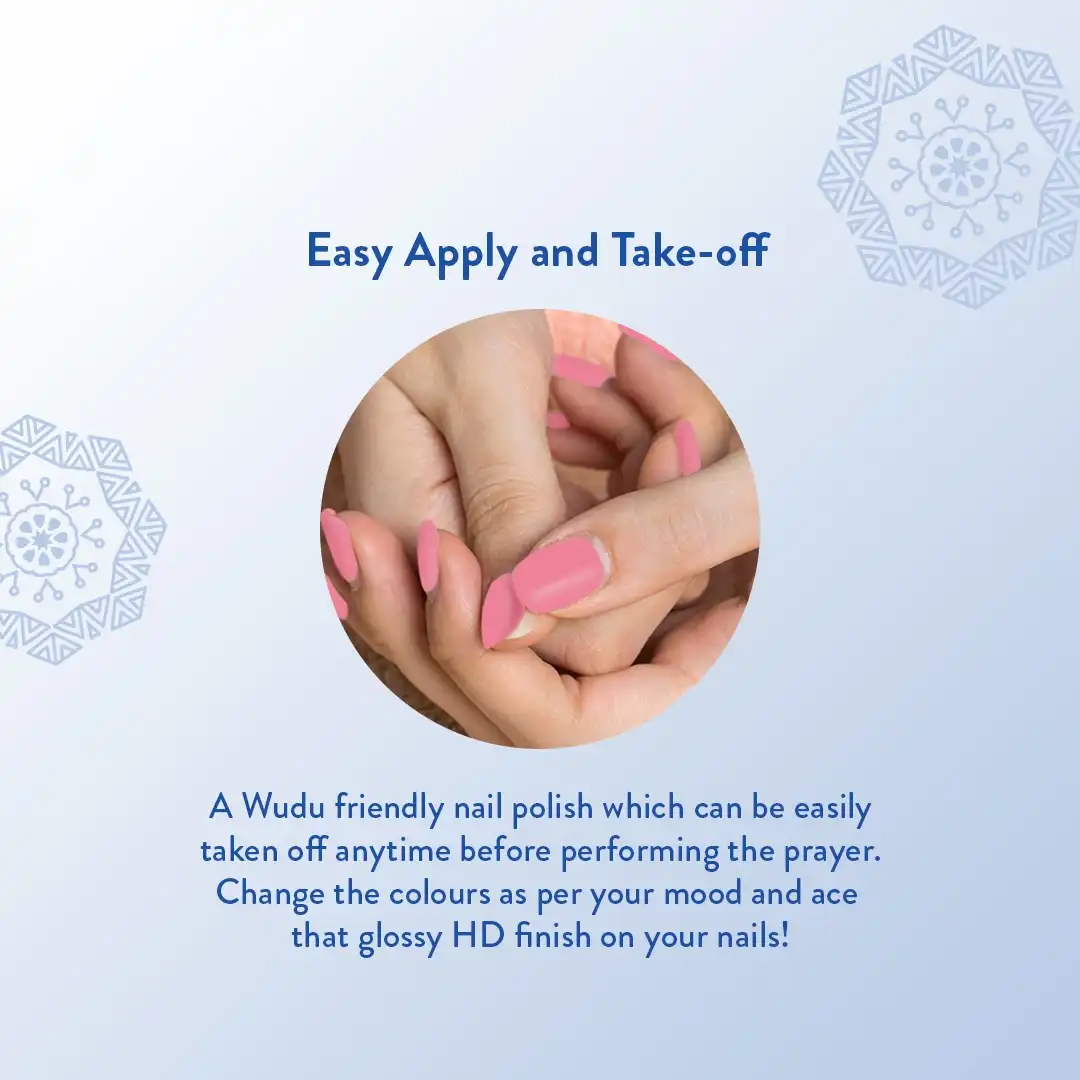 Easy Apply and Take-off
A Wudu friendly nail polish which can be easily
taken off anytime before performing the prayer.
Change the colours as per your mood and ace
that glossy HD finish on your nails!